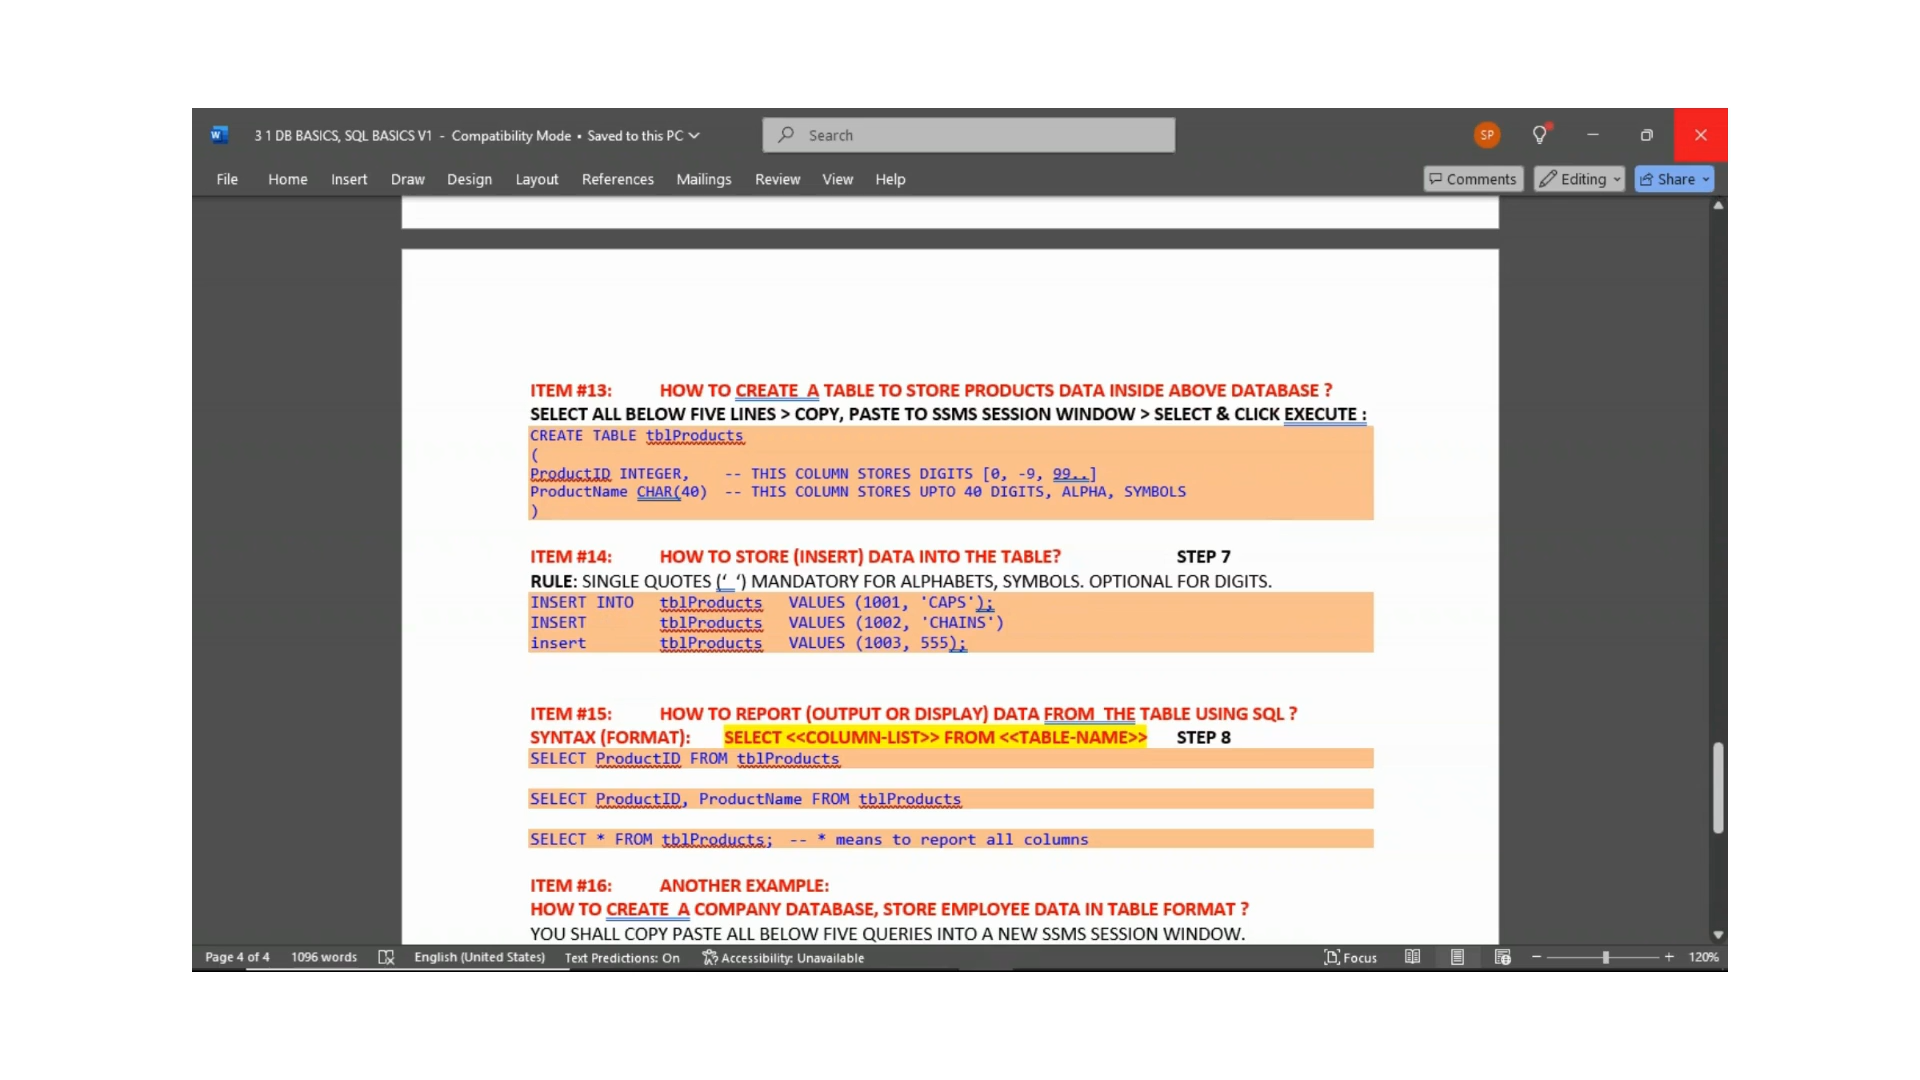 3 1 DB BASICS, SQL BASICS V1 - Compatibility Mode • Saved to this PC
Search
SP
File Home Insert Draw Design Layout References Mailings Review View Help
Comments Editing Share
ITEM #13: HOW TO CREATE A TABLE TO STORE PRODUCTS DATA INSIDE ABOVE DATABASE ?
SELECT ALL BELOW FIVE LINES > COPY, PASTE TO SSMS SESSION WINDOW > SELECT & CLICK EXECUTE :
CREATE TABLE tblProducts
(
ProductID INTEGER, -- THIS COLUMN STORES DIGITS [0, -9, 99..]
ProductName CHAR(40) -- THIS COLUMN STORES UPTO 40 DIGITS, ALPHA, SYMBOLS
)
ITEM #14: HOW TO STORE (INSERT) DATA INTO THE TABLE? STEP 7
RULE: SINGLE QUOTES (‘ ‘) MANDATORY FOR ALPHABETS, SYMBOLS. OPTIONAL FOR DIGITS.
INSERT INTO tblProducts VALUES (1001, 'CAPS');
INSERT tblProducts VALUES (1002, 'CHAINS')
insert tblProducts VALUES (1003, 555);
ITEM #15: HOW TO REPORT (OUTPUT OR DISPLAY) DATA FROM THE TABLE USING SQL ?
SYNTAX (FORMAT): SELECT <<COLUMN-LIST>> FROM <<TABLE-NAME>> STEP 8
SELECT ProductID FROM tblProducts
SELECT ProductID, ProductName FROM tblProducts
SELECT * FROM tblProducts; -- * means to report all columns
ITEM #16: ANOTHER EXAMPLE:
HOW TO CREATE A COMPANY DATABASE, STORE EMPLOYEE DATA IN TABLE FORMAT ?
YOU SHALL COPY PASTE ALL BELOW FIVE QUERIES INTO A NEW SSMS SESSION WINDOW.
Page 4 of 4 1096 words English (United States) Text Predictions: On Accessibility: Unavailable Focus 120%